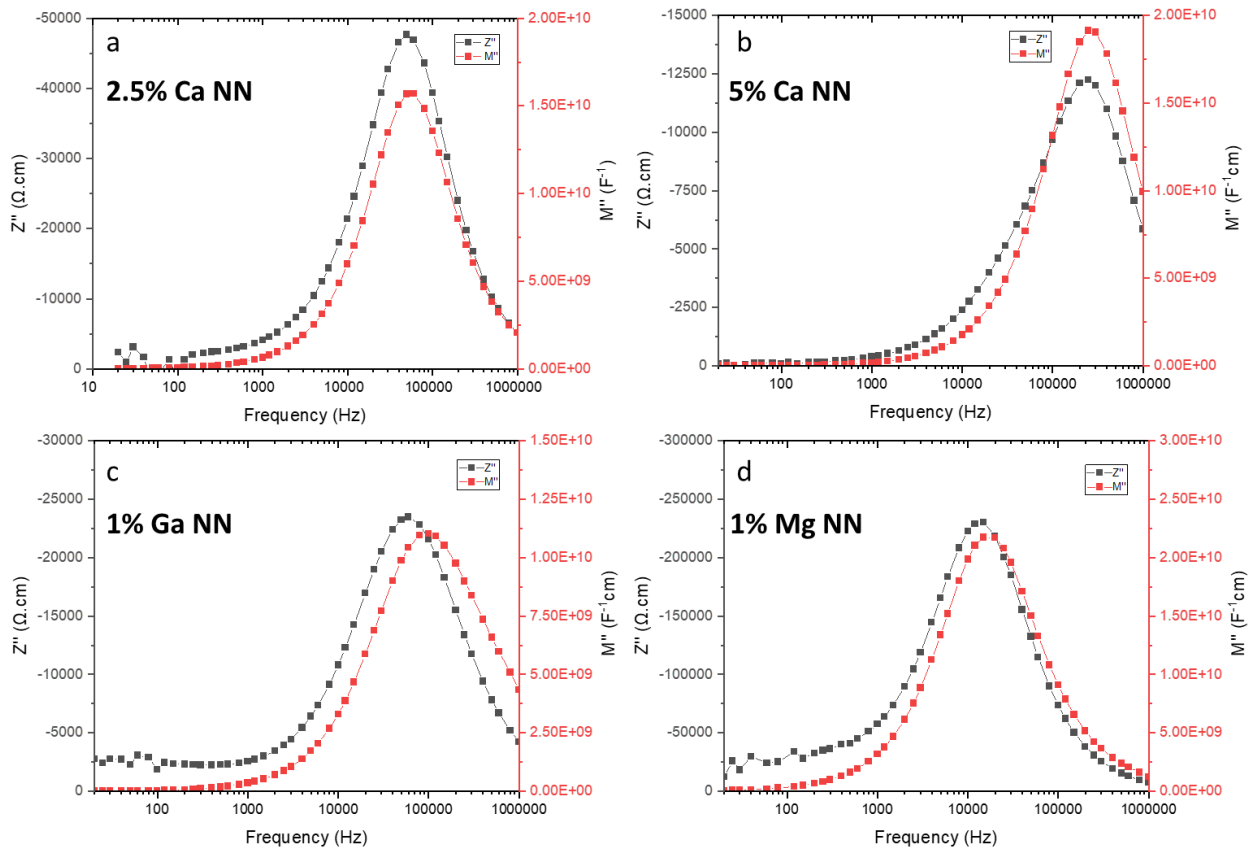 a
2.5% Ca NN
Z''
M''
-50000
-40000
-30000
-20000
-10000
0
2.00E+10
1.50E+10
1.00E+10
5.00E+09
0.00E+00
10
100
1000
10000
100000
1000000
Z'' (Ω.cm)
M'' (F-1)
Frequency (Hz)
b
5% Ca NN
Z''
M''
-15000
-12500
-10000
-7500
-5000
-2500
0
2.00E+10
1.50E+10
1.00E+10
5.00E+09
0.00E+00
100
1000
10000
100000
1000000
Z'' (Ω.cm)
M'' (F-1cm)
Frequency (Hz)
c
1% Ga NN
Z''
M''
-30000
-25000
-20000
-15000
-10000
-5000
0
1.50E+10
1.25E+10
1.00E+10
7.50E+09
5.00E+09
2.50E+09
0.00E+00
100
1000
10000
100000
1000000
Z'' (Ω.cm)
M'' (F-1cm)
Frequency (Hz)
d
1% Mg NN
Z''
M''
-300000
-250000
-200000
-150000
-100000
-50000
0
3.00E+10
2.50E+10
2.00E+10
1.50E+10
1.00E+10
5.00E+09
0.00E+00
100
1000
10000
100000
1000000
Z'' (Ω.cm)
M'' (F-1cm)
Frequency (Hz)